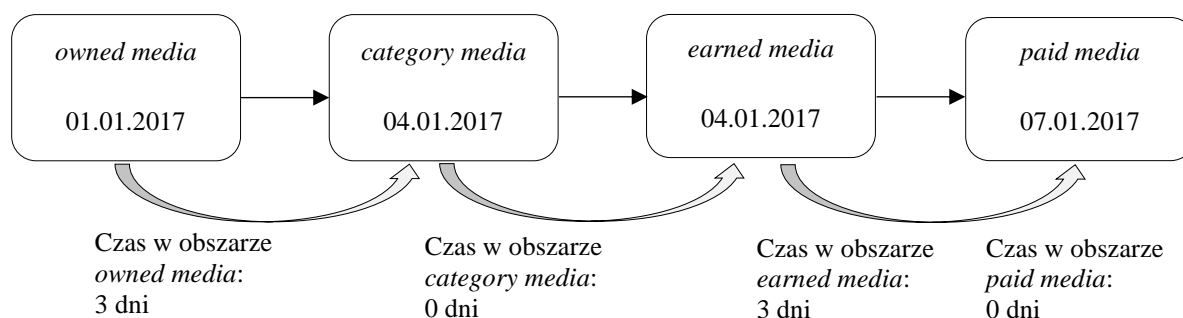 owned media
01.01.2017
category media
04.01.2017
earned media
04.01.2017
paid media
07.01.2017
Czas w obszarze
owned media:
3 dni
Czas w obszarze
category media:
0 dni
Czas w obszarze
earned media:
3 dni
Czas w obszarze
paid media:
0 dni